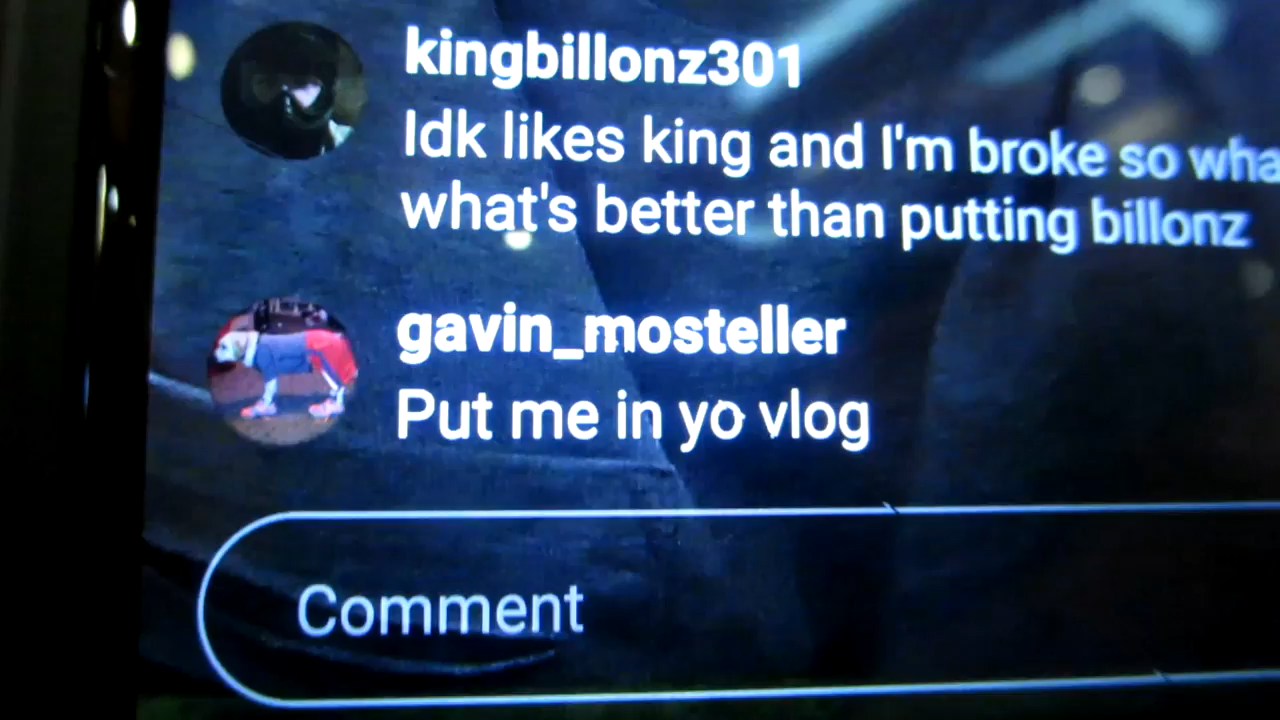 kingbillonz301
Idk likes king and I'm broke so
what's better than putting billonz
gavin_mosteller
Put me in yo vlog
Comment